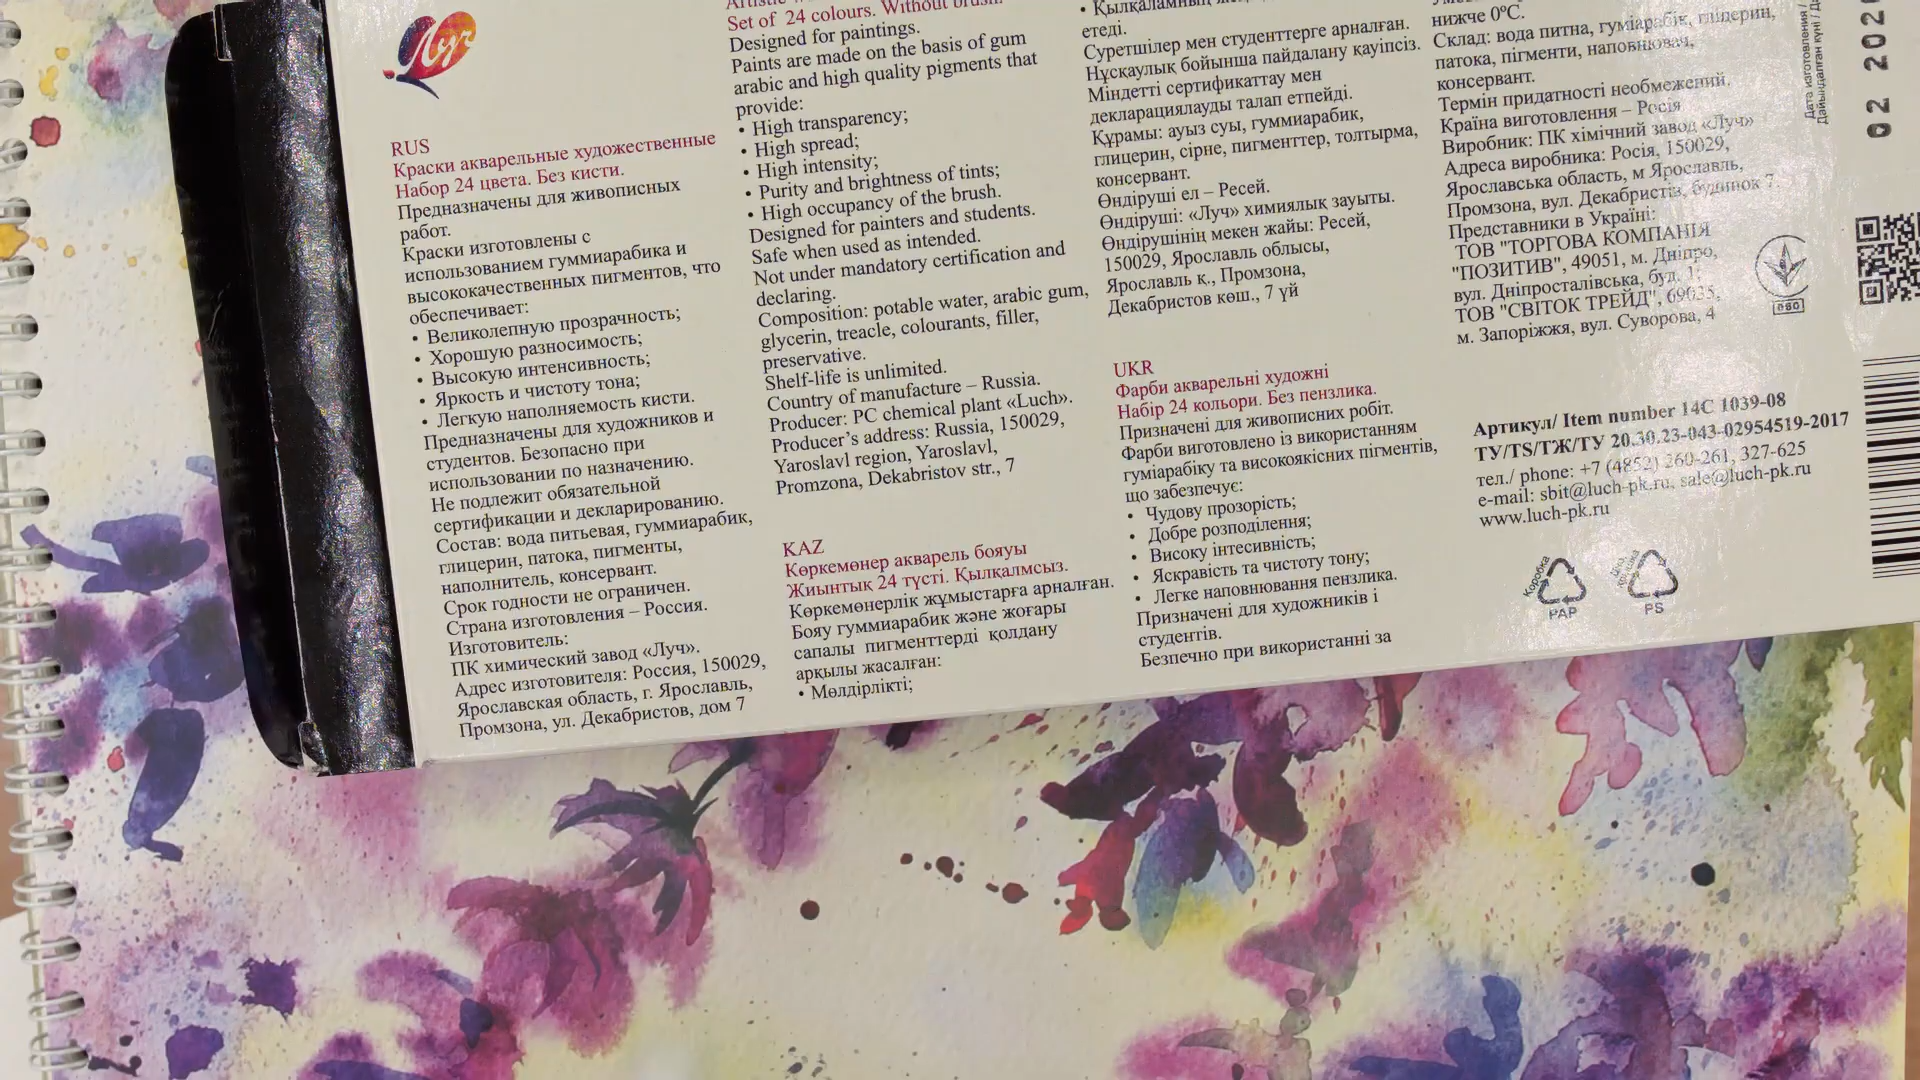 Луч
RUS
Краски акварельные художественные
Набор 24 цвета. Без кисти.
Предназначены для живописных
работ.
Краски изготовлены с
использованием гуммиарабика и
высококачественных пигментов, что
обеспечивает:
• Великолепную прозрачность;
• Хорошую разносимость;
• Высокую интенсивность;
• Яркость и чистоту тона;
• Легкую наполняемость кисти.
Предназначены для художников и
студентов. Безопасно при
использовании по назначению.
Не подлежит обязательной
сертификации и декларированию.
Состав: вода питьевая, гуммиарабик,
глицерин, патока, пигменты,
наполнитель, консервант.
Срок годности не ограничен.
Страна изготовления – Россия.
Изготовитель:
ПК химический завод «Луч».
Адрес изготовителя: Россия, 150029,
Ярославская область, г. Ярославль,
Промзона, ул. Декабристов, дом 7
Set of 24 colours. Without brush.
Designed for paintings.
Paints are made on the basis of gum
arabic and high quality pigments that
provide:
• High transparency;
• High spread;
• High intensity;
• Purity and brightness of tints;
• High occupancy of the brush.
Designed for painters and students.
Safe when used as intended.
Not under mandatory certification and
declaring.
Composition: potable water, arabic gum,
glycerin, treacle, colourants, filler,
preservative.
Shelf-life is unlimited.
Country of manufacture – Russia.
Producer: PC chemical plant «Luch».
Producer's address: Russia, 150029,
Yaroslavl region, Yaroslavl,
Promzona, Dekabristov str., 7
KAZ
Көркемөнер акварель бояуы
Жиынтық 24 түсті. Қылқаламсыз.
Көркемөнерлік жұмыстарға арналған.
Бояу гуммиарабик және жоғары
сапалы пигменттерді қолдану
арқылы жасалған:
• Мөлдірлікті;
• Қылқаламның
етеді.
Суретшілер мен студенттерге арналған.
Нұсқаулық бойынша пайдалану қауіпсіз.
Міндетті сертификаттау мен
декларациялауды талап етпейді.
Құрамы: ауыз суы, гуммиарабик,
глицерин, сірне, пигменттер, толтырма,
консервант.
Өндіруші ел – Ресей.
Өндіруші: «Луч» химиялық зауыты.
Өндірушінің мекен жайы: Ресей,
150029, Ярославль облысы,
Ярославль қ., Промзона,
Декабристов көш., 7 үй
UKR
Фарби акварельні художні
Набір 24 кольори. Без пензлика.
Призначені для живописних робіт.
Фарби виготовлено із використанням
гуміарабіку та високоякісних пігментів,
що забезпечує:
• Чудову прозорість;
• Добре розподілення;
• Високу інтесивність;
• Яскравість та чистоту тону;
• Легке наповнювання пензлика.
Призначені для художників і
студентів.
Безпечно при використанні за
нижче 0°С.
Склад: вода питна, гуміарабік, гліцерин,
патока, пігменти, наповнювач,
консервант.
Термін придатності необмежений.
Країна виготовлення – Росія
Виробник: ПК хімічний завод «Луч»
Адреса виробника: Росія, 150029,
Ярославська область, м Ярославль,
Промзона, вул. Декабристів, будинок 7.
Представники в Україні:
ТОВ "ТОРГОВА КОМПАНІЯ
"ПОЗИТИВ", 49051, м. Дніпро,
вул. Дніпросталівська, буд. 1;
ТОВ "СВІТОК ТРЕЙД", 69035,
м. Запоріжжя, вул. Суворова, 4
Артикул/ Item number 14С 1039-08
ТУ/TS/ТЖ/ТУ 20.30.23-043-02954519-2017
тел./ phone: +7 (4852) 260-261, 327-625
e-mail: sbit@luch-pk.ru, sale@luch-pk.ru
www.luch-pk.ru
Коробка
PAP
PS
Дата изготовления /
Дайындалған күні /
02 202